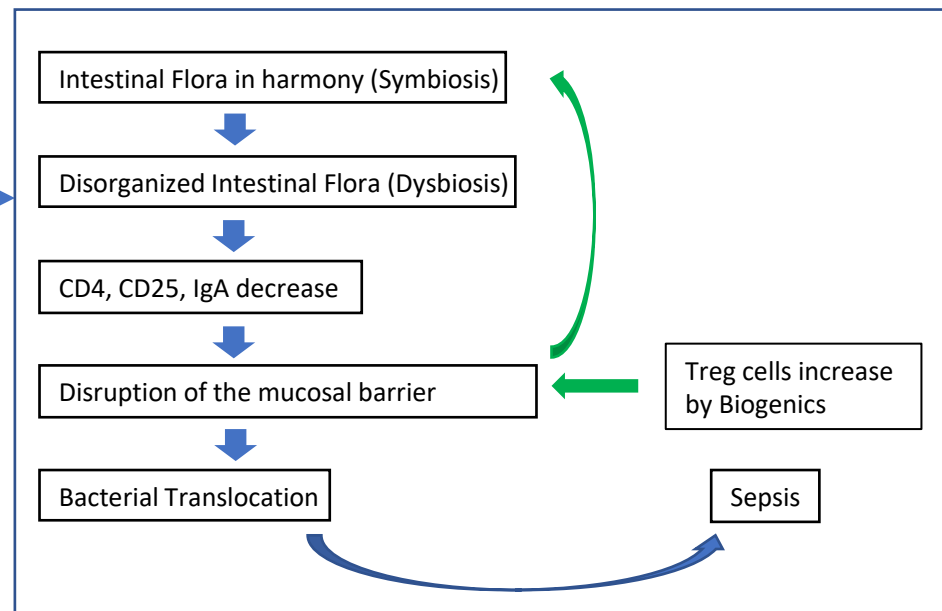 Intestinal Flora in harmony (Symbiosis)
Disorganized Intestinal Flora (Dysbiosis)
CD4, CD25, IgA decrease
Disruption of the mucosal barrier
Treg cells increase
by Biogenics
Bacterial Translocation
Sepsis